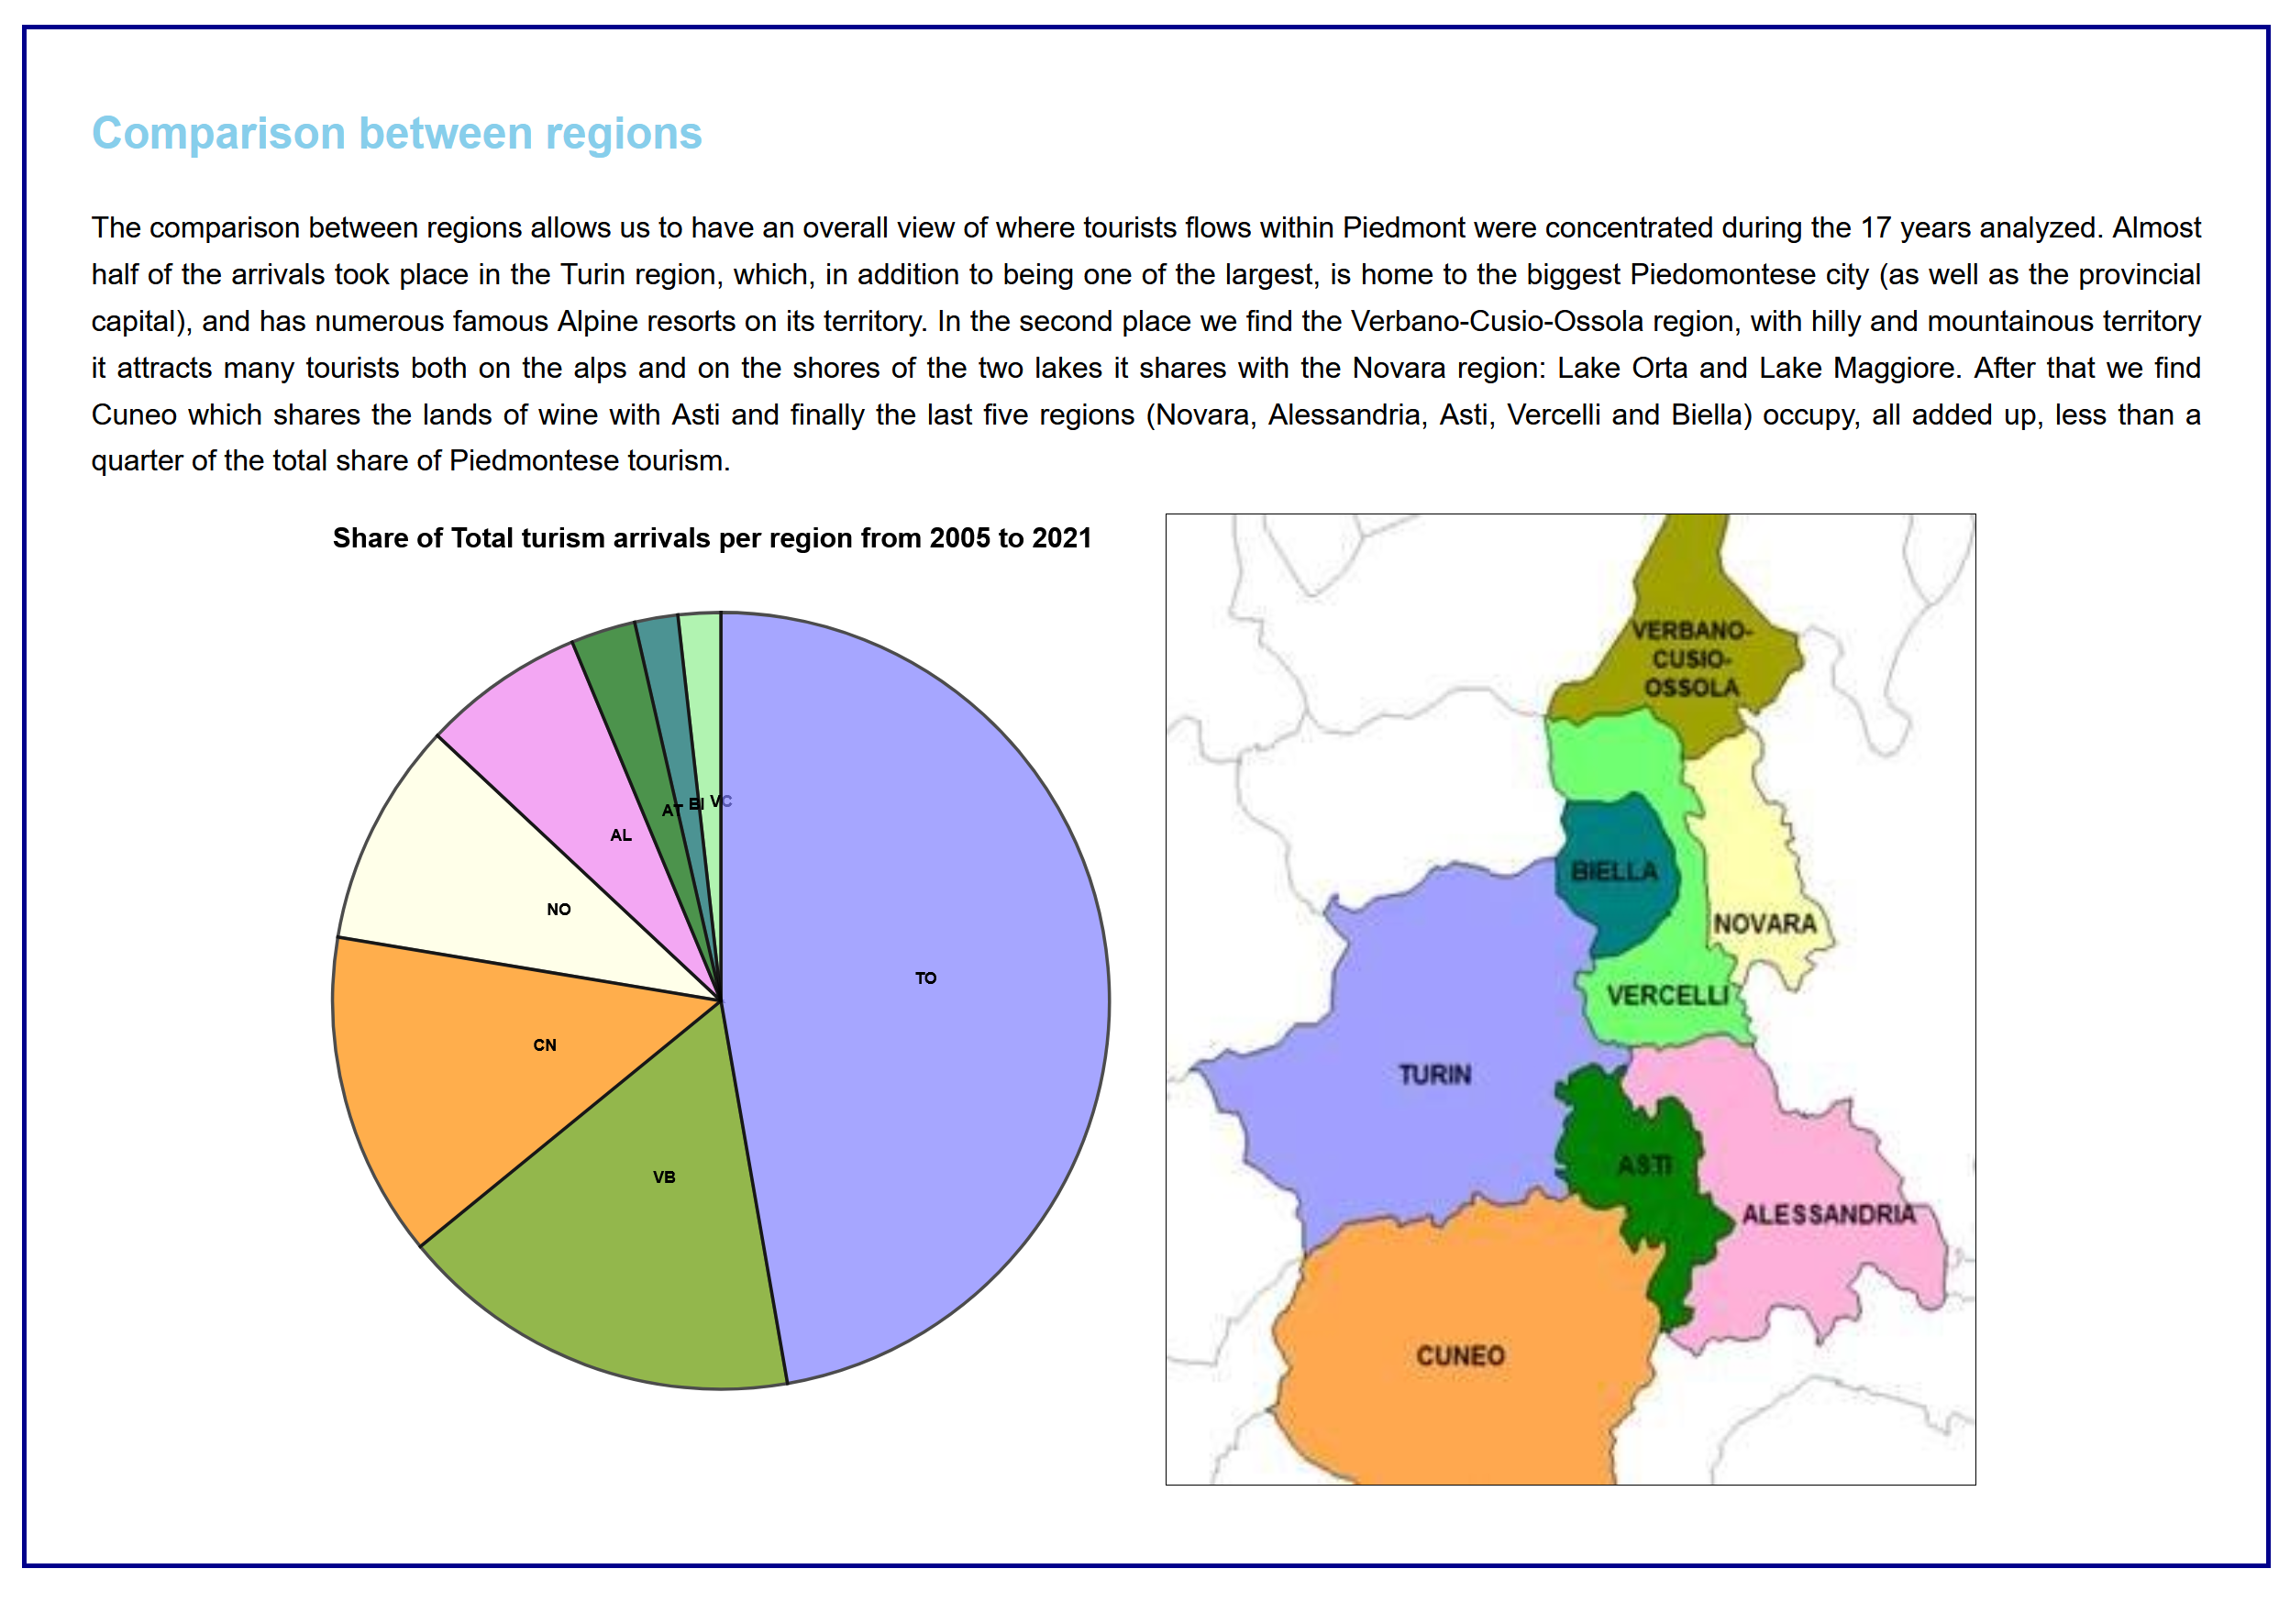 Comparison between regions
The comparison between regions allows us to have an overall view of where tourists flows within Piedmont were concentrated during the 17 years analyzed. Almost
half of the arrivals took place in the Turin region, which, in addition to being one of the largest, is home to the biggest Piedomontese city (as well as the provincial
capital), and has numerous famous Alpine resorts on its territory. In the second place we find the Verbano-Cusio-Ossola region, with hilly and mountainous territory
it attracts many tourists both on the alps and on the shores of the two lakes it shares with the Novara region: Lake Orta and Lake Maggiore. After that we find
Cuneo which shares the lands of wine with Asti and finally the last five regions (Novara, Alessandria, Asti, Vercelli and Biella) occupy, all added up, less than a
quarter of the total share of Piedmontese tourism.
Share of Total turism arrivals per region from 2005 to 2021
AT BI VC
AL
NO
TO
CN
VB
VERBANO-
CUSIO-
OSSOLA
BIELLA
NOVARA
VERCELLI
TURIN
ASTI
ALESSANDRIA
CUNEO